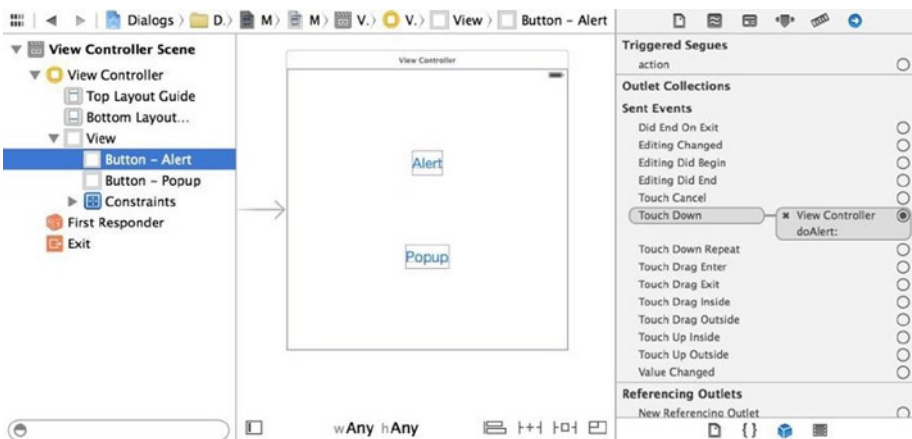 Dialogs D.) M) M) V.) V.) View Button - Alert
View Controller Scene
View Controller
Top Layout Guide
Bottom Layout...
View
Button - Alert
Button - Popup
Constraints
First Responder
Exit
View Controller
Alert
Popup
wAny hAny
Triggered Segues
action
Outlet Collections
Sent Events
Did End On Exit
Editing Changed
Editing Did Begin
Editing Did End
Touch Cancel
Touch Down
View Controller
doAlert:
Touch Down Repeat
Touch Drag Enter
Touch Drag Exit
Touch Drag Inside
Touch Drag Outside
Touch Up Inside
Touch Up Outside
Value Changed
Referencing Outlets
New Referencing Outlet
{ }